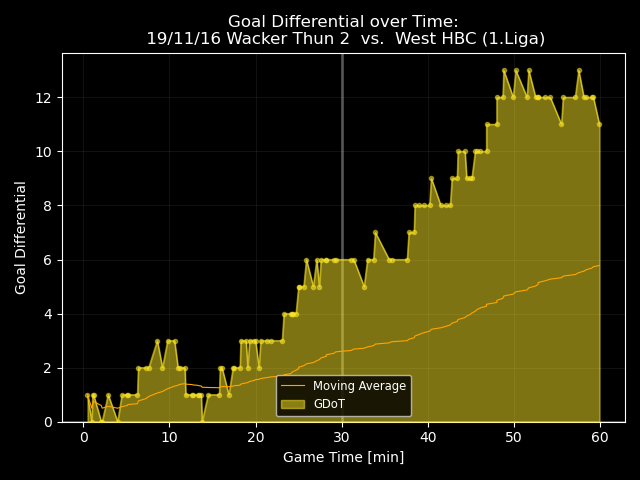 Goal Differential over Time:
19/11/16 Wacker Thun 2 vs. West HBC (1.Liga)
Goal Differential
12
10
8
6
4
2
0
Moving Average
GDoT
0 10 20 30 40 50 60
Game Time [min]